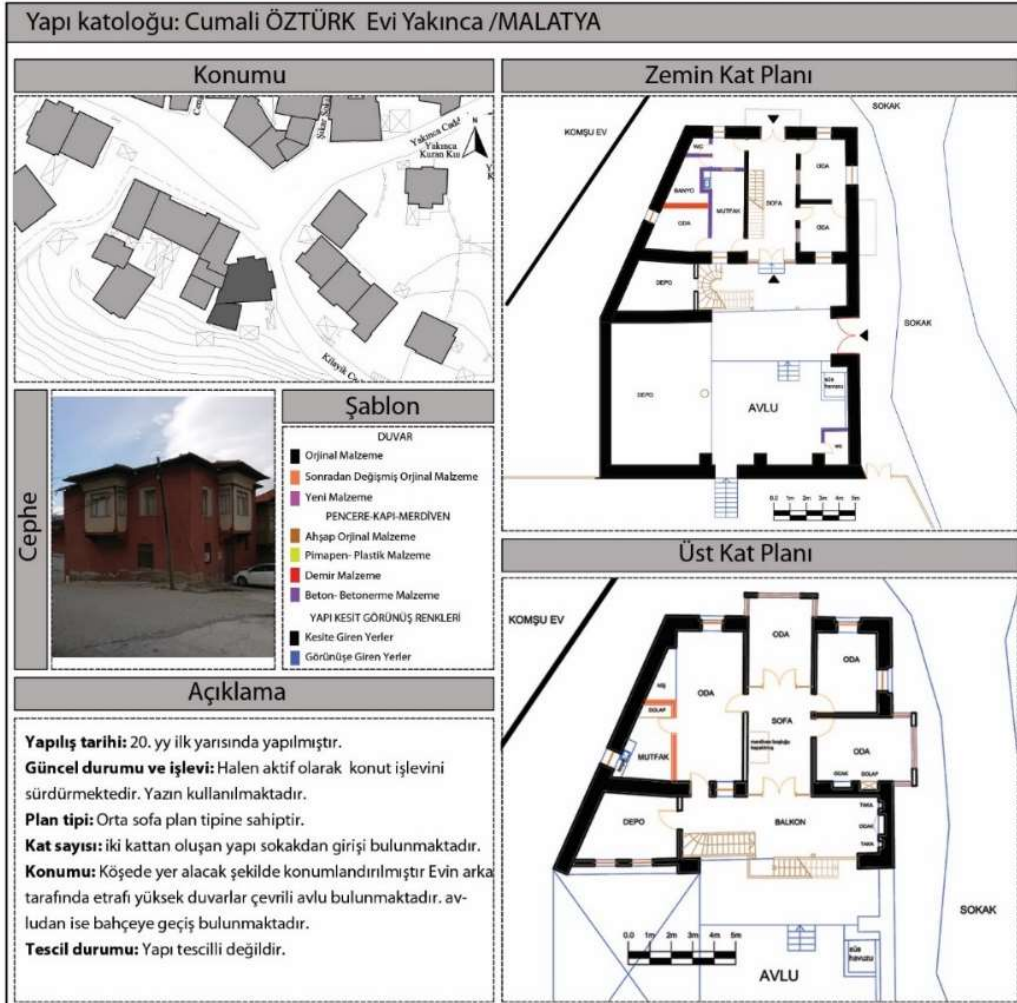 Yapı katoloğu: Cumali ÖZTÜRK Evi Yakınca /MALATYA
Konumu
Yakınca Cadd
Yakınca
Kuran Ku
N
Cephe
Şablon
DUVAR
Orjinal Malzeme
Sonradan Değişmiş Orjinal Malzeme
Yeni Malzeme
PENCERE-KAPI-MERDİVEN
Ahşap Orjinal Malzeme
Pimapen- Plastik Malzeme
Demir Malzeme
Beton- Betonerme Malzeme
YAPI KESİT GÖRÜNÜŞ RENKLERİ
Kesite Giren Yerler
Görünüşe Giren Yerler
Açıklama
Yapılış tarihi: 20. yy ilk yarısında yapılmıştır.
Güncel durumu ve işlevi: Halen aktif olarak konut işlevini
sürdürmektedir. Yazın kullanılmaktadır.
Plan tipi: Orta sofa plan tipine sahiptir.
Kat sayısı: iki kattan oluşan yapı sokakdan girişi bulunmaktadır.
Konumu: Köşede yer alacak şekilde konumlandırılmıştır Evin arka
tarafında etrafı yüksek duvarlar çevrili avlu bulunmaktadır. av-
ludan ise bahçeye geçiş bulunmaktadır.
Tescil durumu: Yapı tescilli değildir.
Zemin Kat Planı
SOKAK
KOMŞU EV
WC
ODA
BANYO
MUTFAK
SOFA
ODA
ODA
DEPO
SOKAK
DEPO
AVLU
süs
havuzu
WC
0.0 1m 2m 3m 4m 5m
Üst Kat Planı
KOMŞU EV
ODA
ODA
ODA
DOLAP
SOFA
MUTFAK
ODA
OCAK
DOLAP
DEPO
BALKON
TAKA
OCAK
TAKA
SOKAK
0.0 1m 2m 3m 4m 5m
süs
havuzu
AVLU